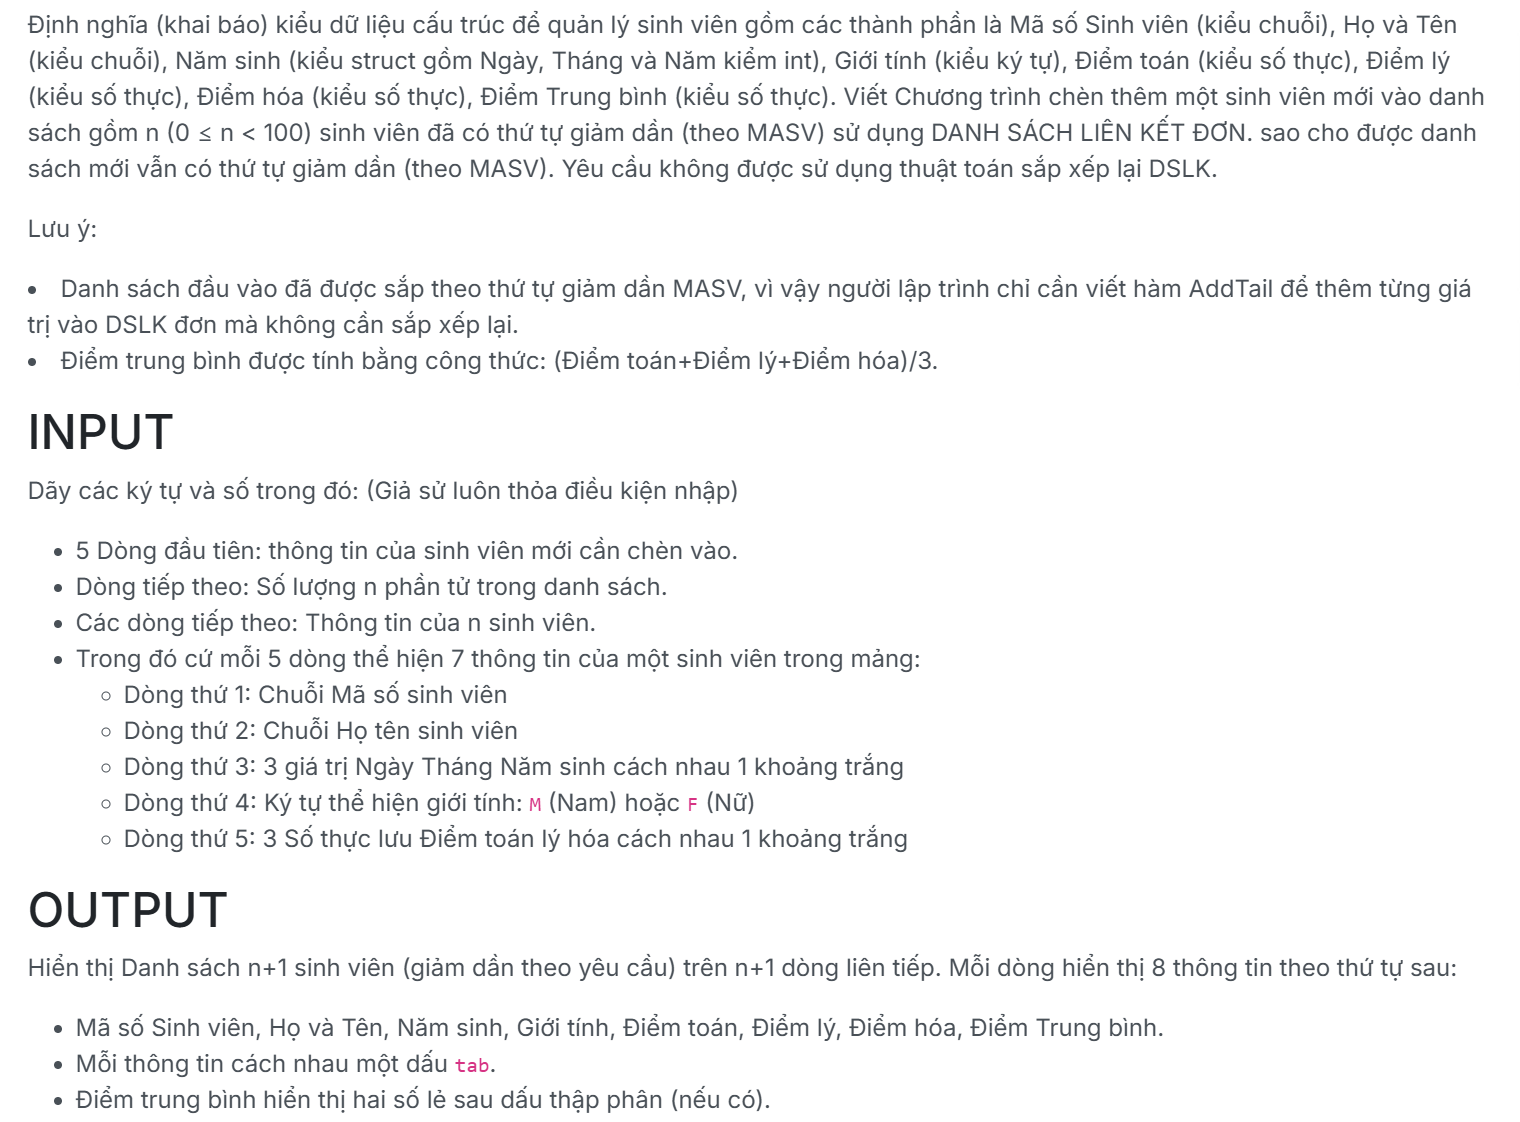 Định nghĩa (khai báo) kiểu dữ liệu cấu trúc để quản lý sinh viên gồm các thành phần là Mã số Sinh viên (kiểu chuỗi), Họ và Tên
(kiểu chuỗi), Năm sinh (kiểu struct gồm Ngày, Tháng và Năm kiểm int), Giới tính (kiểu ký tự), Điểm toán (kiểu số thực), Điểm lý
(kiểu số thực), Điểm hóa (kiểu số thực), Điểm Trung bình (kiểu số thực). Viết Chương trình chèn thêm một sinh viên mới vào danh
sách gồm n (0 ≤ n < 100) sinh viên đã có thứ tự giảm dần (theo MASV) sử dụng DANH SÁCH LIÊN KẾT ĐƠN. sao cho được danh
sách mới vẫn có thứ tự giảm dần (theo MASV). Yêu cầu không được sử dụng thuật toán sắp xếp lại DSLK.
Lưu ý:
• Danh sách đầu vào đã được sắp theo thứ tự giảm dần MASV, vì vậy người lập trình chỉ cần viết hàm AddTail để thêm từng giá
trị vào DSLK đơn mà không cần sắp xếp lại.
• Điểm trung bình được tính bằng công thức: (Điểm toán+Điểm lý+Điểm hóa)/3.
INPUT
Dãy các ký tự và số trong đó: (Giả sử luôn thỏa điều kiện nhập)
• 5 Dòng đầu tiên: thông tin của sinh viên mới cần chèn vào.
• Dòng tiếp theo: Số lượng n phần tử trong danh sách.
• Các dòng tiếp theo: Thông tin của n sinh viên.
• Trong đó cứ mỗi 5 dòng thể hiện 7 thông tin của một sinh viên trong mảng:
◦ Dòng thứ 1: Chuỗi Mã số sinh viên
◦ Dòng thứ 2: Chuỗi Họ tên sinh viên
◦ Dòng thứ 3: 3 giá trị Ngày Tháng Năm sinh cách nhau 1 khoảng trắng
◦ Dòng thứ 4: Ký tự thể hiện giới tính: M (Nam) hoặc F (Nữ)
◦ Dòng thứ 5: 3 Số thực lưu Điểm toán lý hóa cách nhau 1 khoảng trắng
OUTPUT
Hiển thị Danh sách n+1 sinh viên (giảm dần theo yêu cầu) trên n+1 dòng liên tiếp. Mỗi dòng hiển thị 8 thông tin theo thứ tự sau:
• Mã số Sinh viên, Họ và Tên, Năm sinh, Giới tính, Điểm toán, Điểm lý, Điểm hóa, Điểm Trung bình.
• Mỗi thông tin cách nhau một dấu tab.
• Điểm trung bình hiển thị hai số lẻ sau dấu thập phân (nếu có).